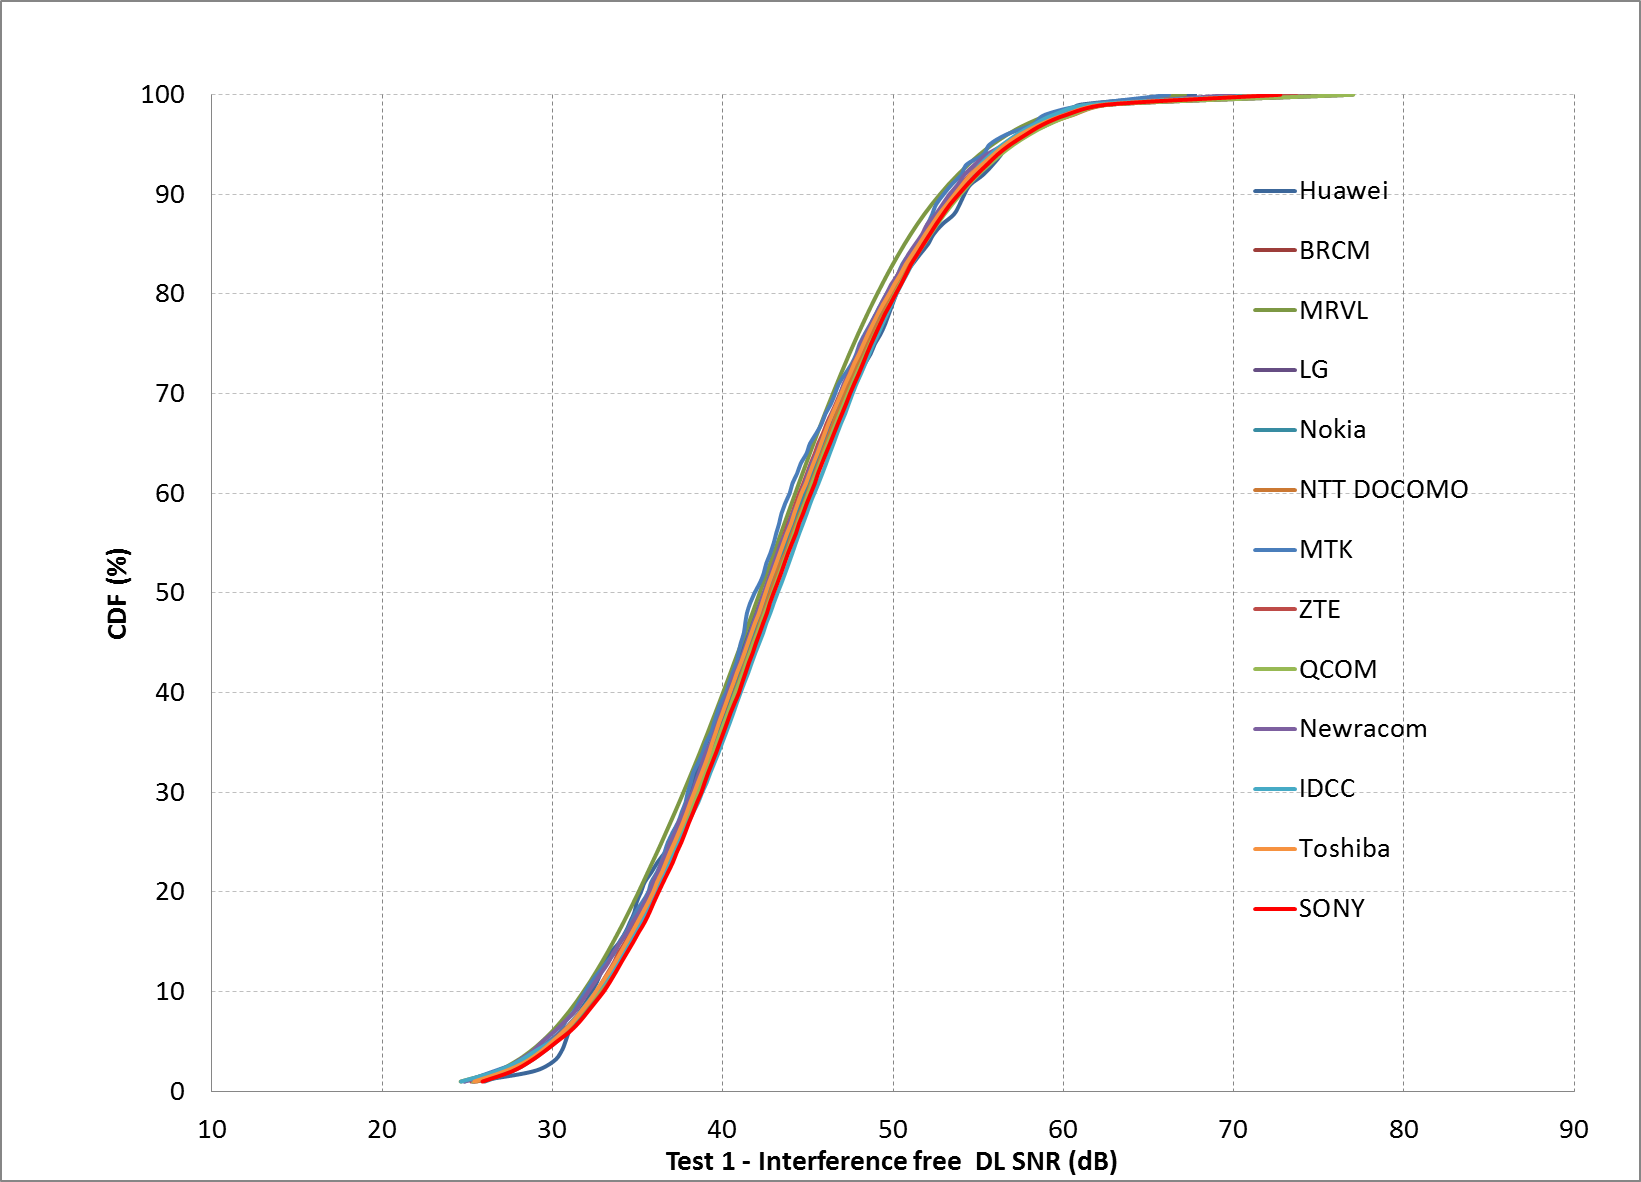 100
90
80
70
60
50
40
30
20
10
0
CDF (%)
Huawei
BRCM
MRVL
LG
Nokia
NTT DOCOMO
MTK
ZTE
QCOM
Newracom
IDCC
Toshiba
SONY
10 20 30 40 50 60 70 80 90
Test 1 - Interference free DL SNR (dB)